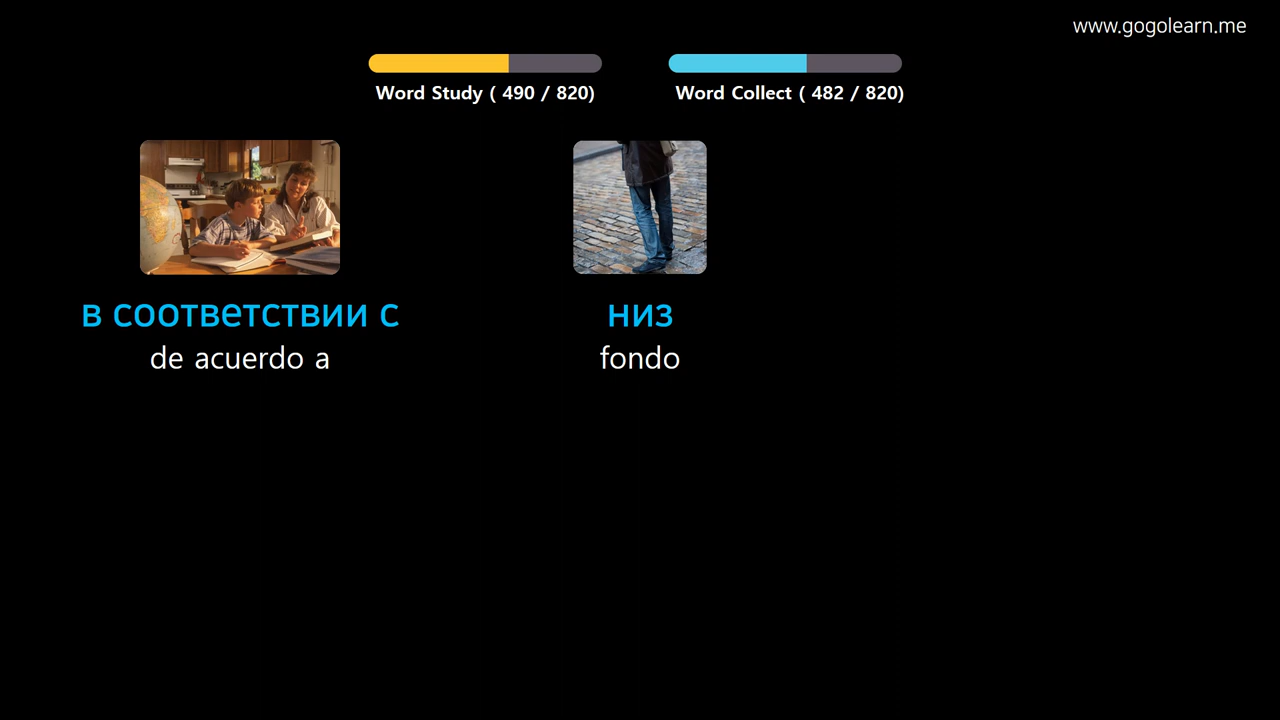 www.gogolearn.me
Word Study ( 490 / 820)
Word Collect ( 482 / 820)
в соответствии с
de acuerdo a
низ
fondo